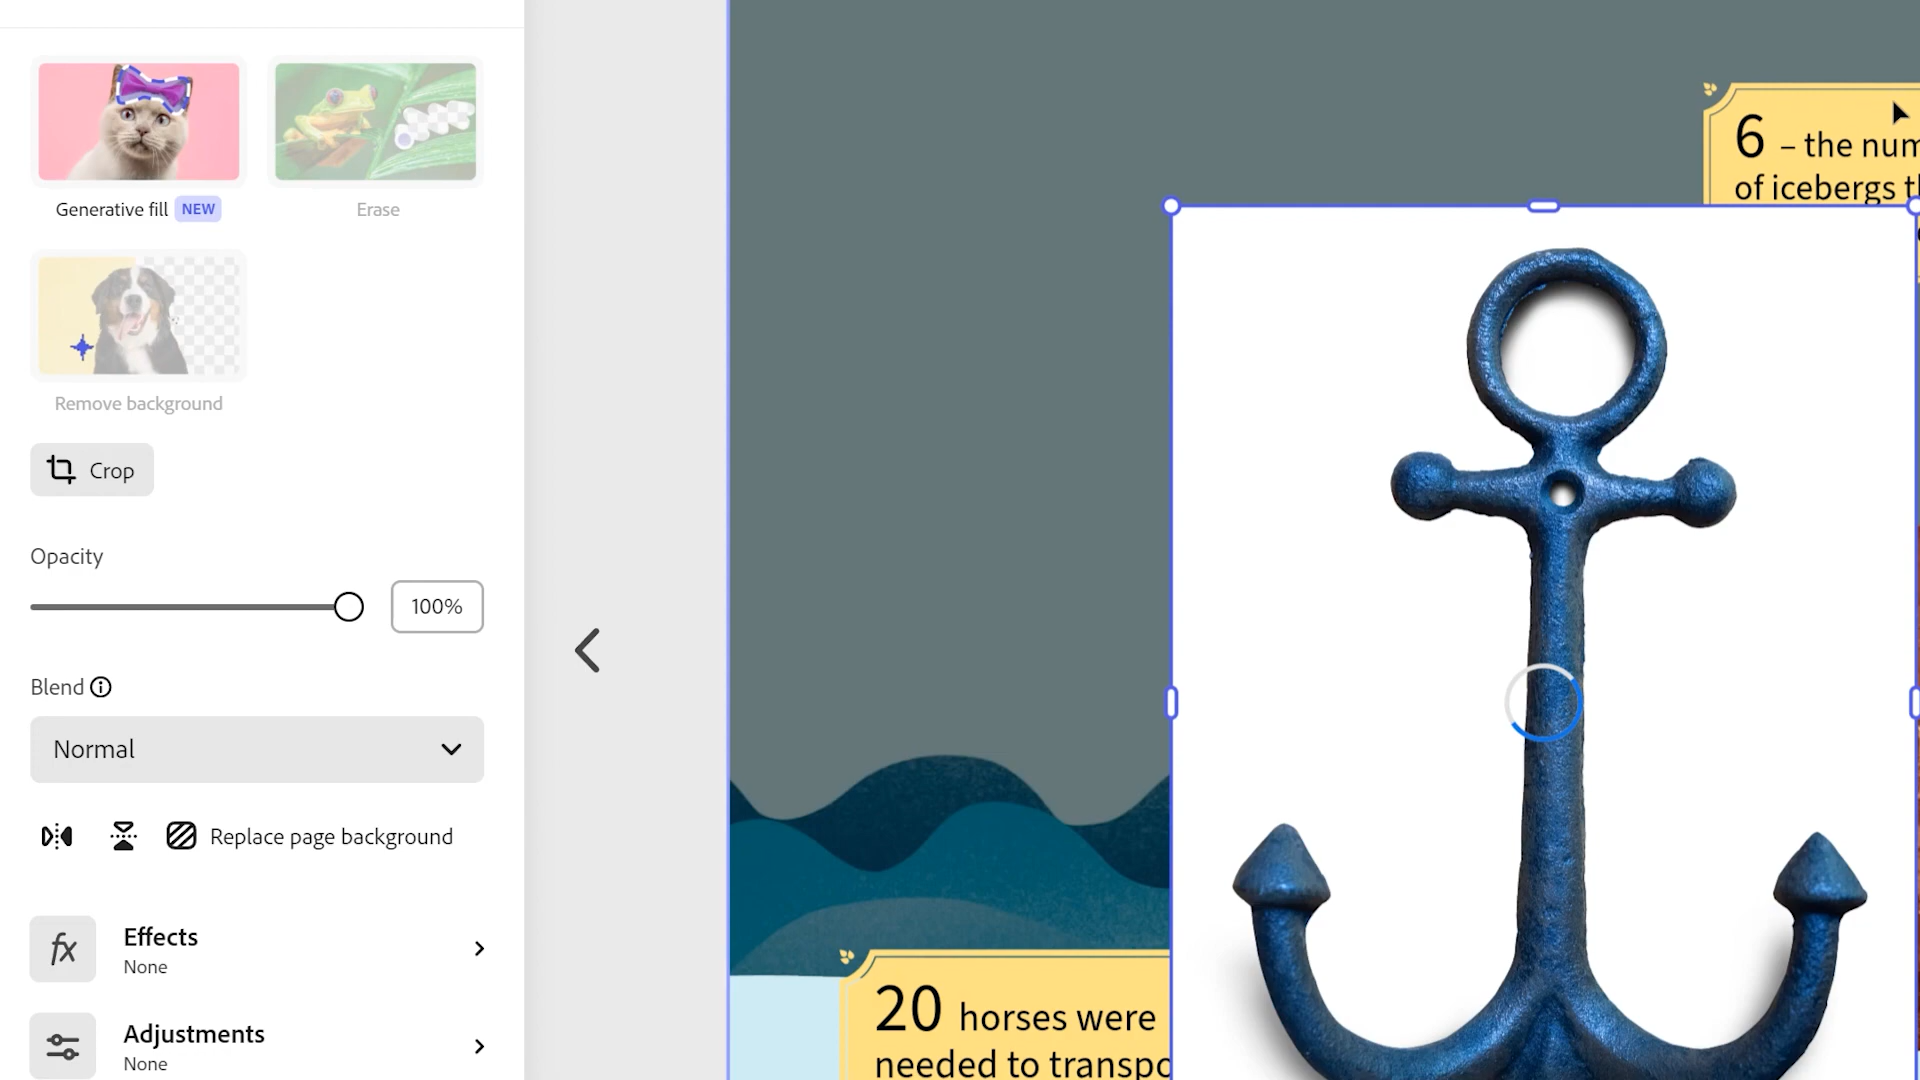 Generative fill NEW
Erase
Remove background
Crop
Opacity
100%
Blend
Normal
Replace page background
fx
Effects
None
Adjustments
None
6 – the num
of icebergs t
20 horses were
needed to transpo